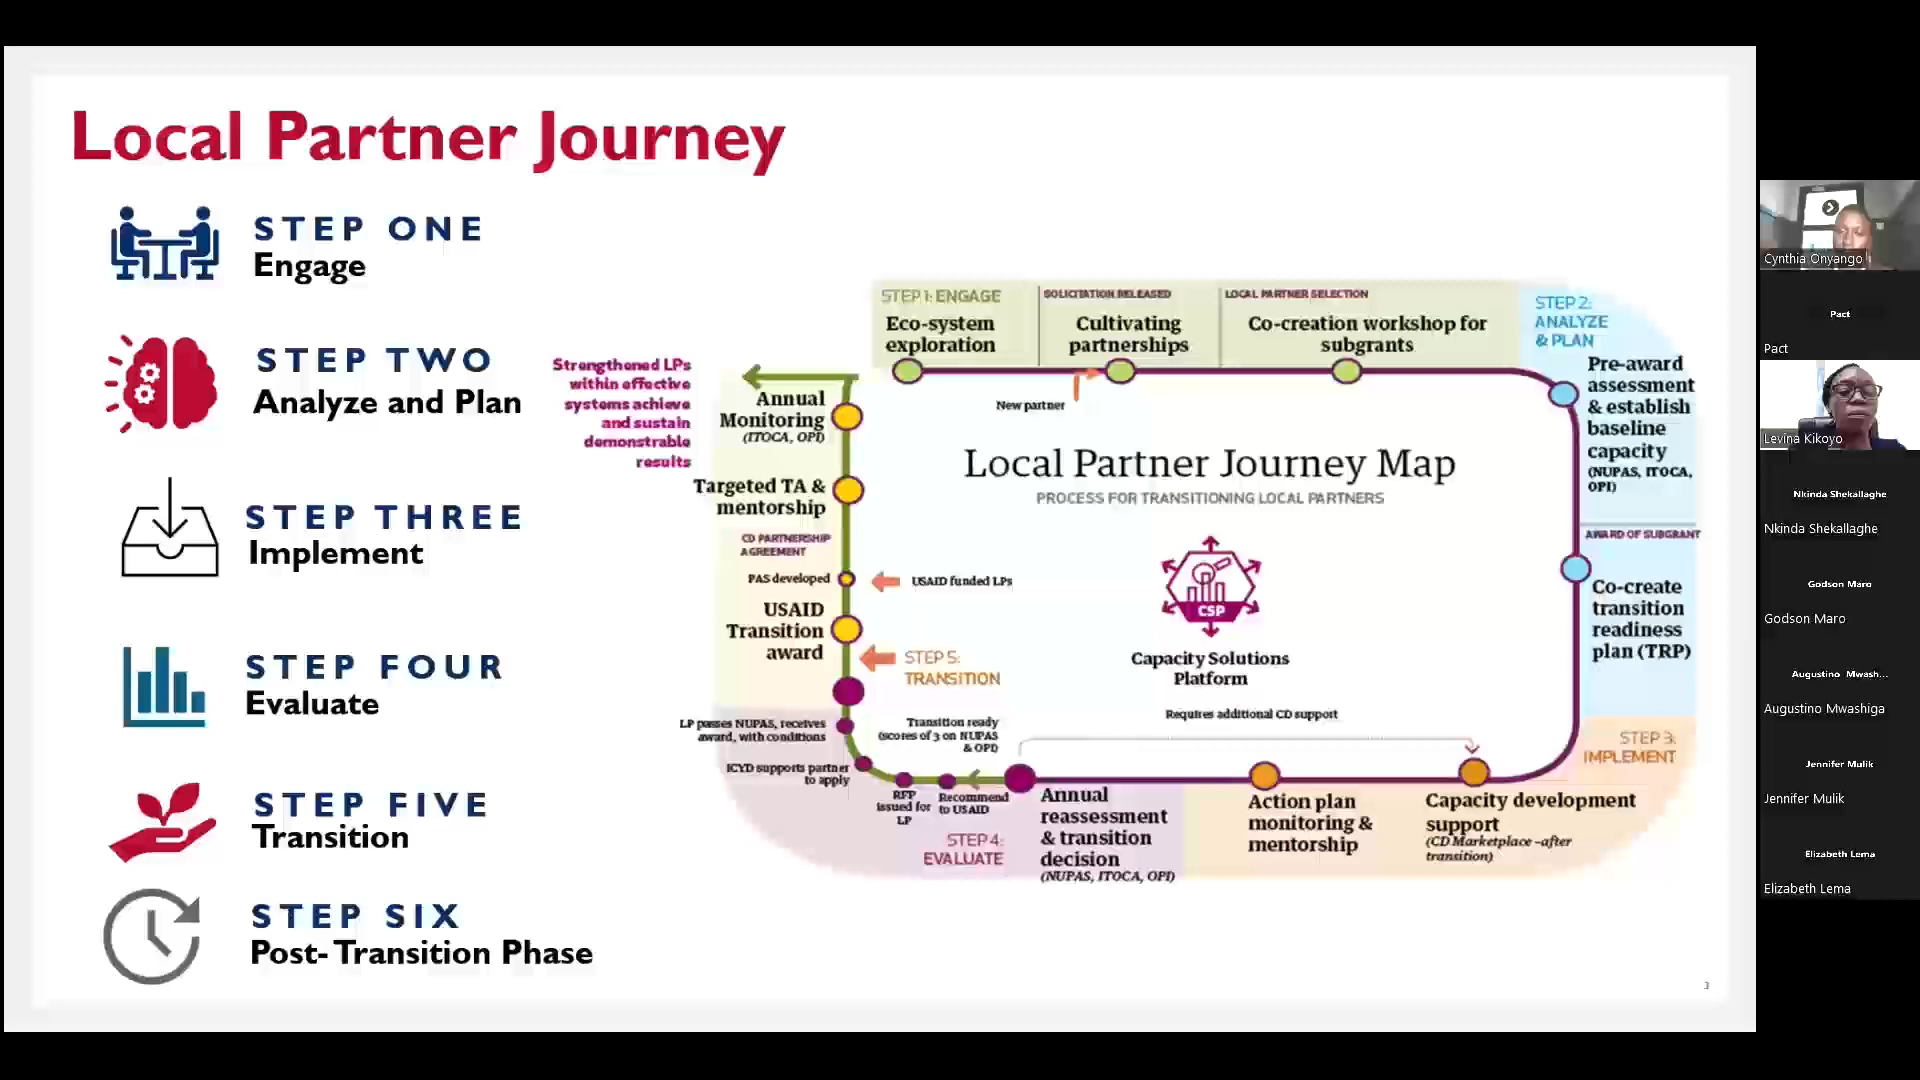 Local Partner Journey
STEP ONE
Engage
STEP TWO
Analyze and Plan
STEP THREE
Implement
STEP FOUR
Evaluate
STEP FIVE
Transition
STEP SIX
Post-Transition Phase
Strengthened LPs
within effective
systems achieve
and sustain
demonstrable
results
STEP 1: ENGAGE
Eco-system
exploration
SOLICITATION RELEASED
Cultivating
partnerships
LOCAL PARTNER SELECTION
Co-creation workshop for
subgrants
New partner
STEP 2:
ANALYZE
& PLAN
Pre-award
assessment
& establish
baseline
capacity
(NUPAS, ITOCA,
OPI)
AWARD OF SUBGRANT
Co-create
transition
readiness
plan (TRP)
STEP 3:
IMPLEMENT
Capacity development
support
(CD Marketplace -after
transition)
Action plan
monitoring &
mentorship
Requires additional CD support
Annual
reassessment
& transition
decision
(NUPAS, ITOCA, OPI)
STEP 4:
EVALUATE
Transition ready
(scores of 3 on NUPAS
& OPI)
Recommend
to USAID
RFP
issued for
LP
ICYD supports partner
to apply
LP passes NUPAS, receives
award, with conditions
STEP 5:
TRANSITION
USAID
Transition
award
USAID funded LPs
PAS developed
CD PARTNERSHIP
AGREEMENT
Targeted TA &
mentorship
Annual
Monitoring
(ITOCA, OPI)
Local Partner Journey Map
PROCESS FOR TRANSITIONING LOCAL PARTNERS
CSP
Capacity Solutions
Platform
3
Cynthia Onyango
Pact
Pact
Levina Kikoyo
Nkinda Shekallaghe
Nkinda Shekallaghe
Godson Maro
Godson Maro
Augustino Mwash...
Augustino Mwashiga
Jennifer Mulik
Jennifer Mulik
Elizabeth Lema
Elizabeth Lema